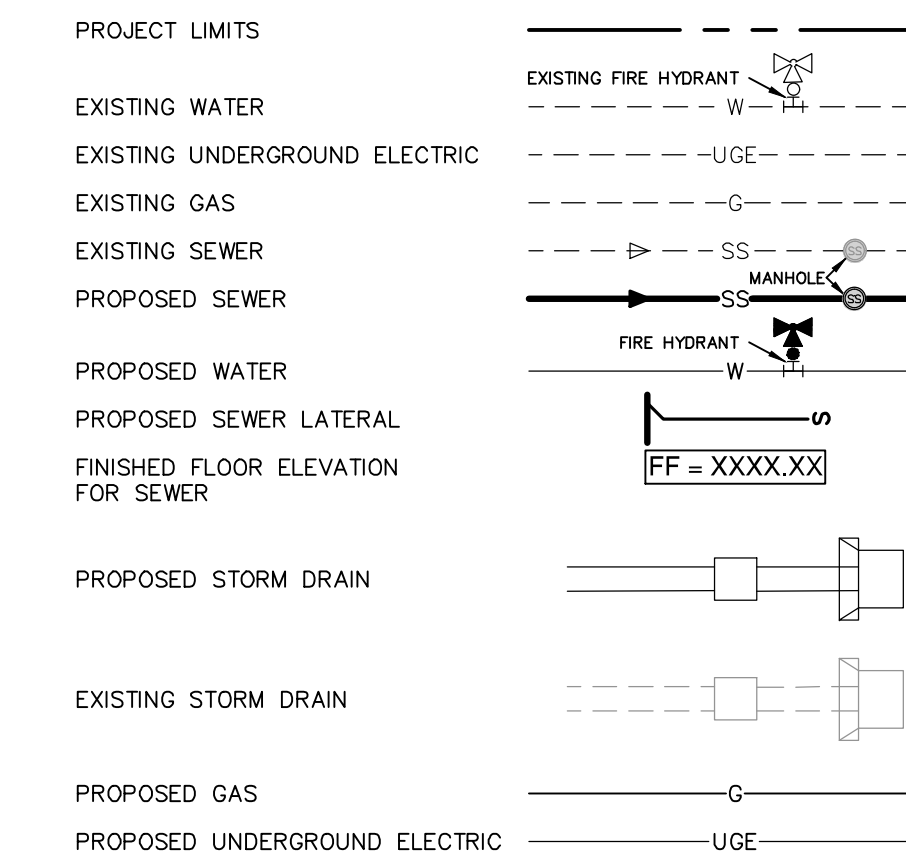 PROJECT LIMITS
EXISTING FIRE HYDRANT
EXISTING WATER
W
EXISTING UNDERGROUND ELECTRIC
UGE
EXISTING GAS
G
EXISTING SEWER
SS
SS
MANHOLE
PROPOSED SEWER
SS
SS
FIRE HYDRANT
PROPOSED WATER
W
PROPOSED SEWER LATERAL
S
FINISHED FLOOR ELEVATION
FOR SEWER
FF = XXXX.XX
PROPOSED STORM DRAIN
EXISTING STORM DRAIN
PROPOSED GAS
G
PROPOSED UNDERGROUND ELECTRIC
UGE